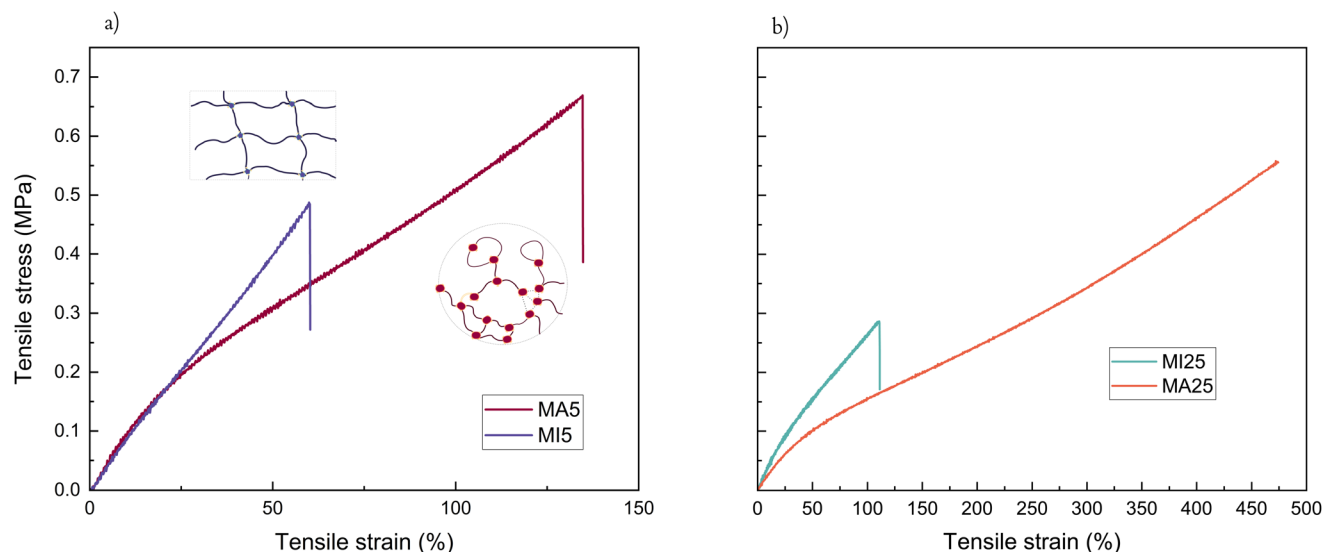 a)
Tensile stress (MPa)
0.7
0.6
0.5
0.4
0.3
0.2
0.1
0.0
MA5
MI5
0 50 100 150
Tensile strain (%)
b)
MI25
MA25
0 50 100 150 200 250 300 350 400 450 500
Tensile strain (%)